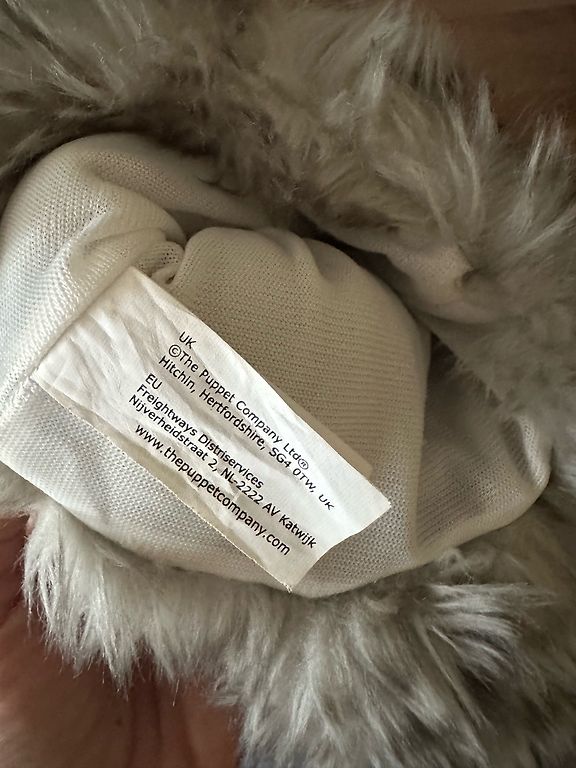 UK
©The Puppet Company Ltd®
Hitchin, Hertfordshire, SG4 0TW, UK
EU
Freightways Distriservices
Nijverheidstraat 2, NL-2222 AV Katwijk
www.thepuppetcompany.com